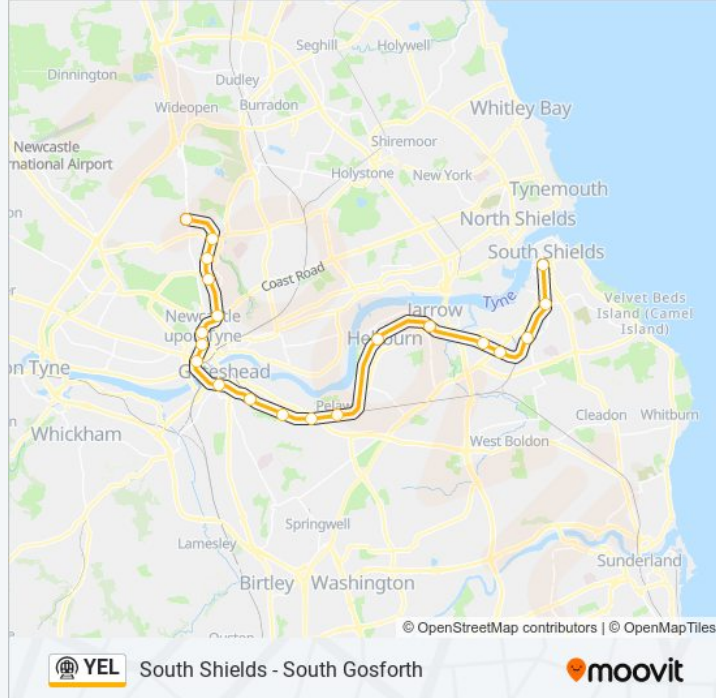 Seghill
Holywell
Dinnington
Dudley
Wideopen
Burradon
Whitley Bay
Newcastle
rnational Airport
Shiremoor
Holystone
New York
Tynemouth
North Shields
on
South Shields
Coast Road
Tyne
Velvet Beds
Island (Camel
Island)
Jarrow
Newcastle
upon Tyne
Hebburn
on Tyne
Gateshead
Pelaw
Cleadon
Whitburn
Whickham
West Boldon
Springwell
Lamesley
Sunderland
Birtley
Washington
© OpenStreetMap contributors | © OpenMapTiles
YEL
South Shields - South Gosforth
moovit